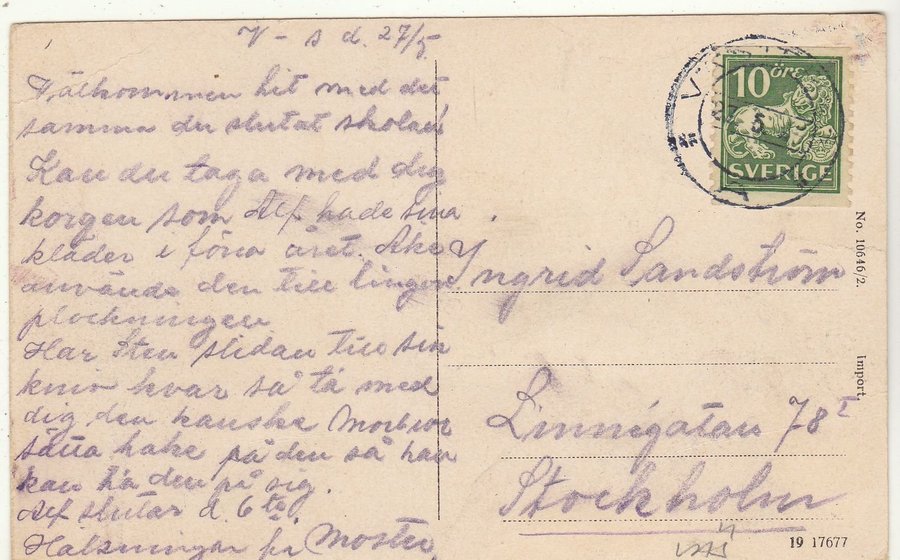 V - s d. 27/5.
Välkommen hit med det
samma du slutat skolan!
Kan du taga med dig
korgen som Alf hade sina
kläder i förra året. Åke
använde den till lingon
plockningen
Har Sten slidan till sin
kniv kvar så ta med
dig den kanske Morbror
sätta hake på den så han
kan ha den på sig.
Alf slutar d. 6 te
Hälsningar fr Moster
10 ÖRE
SVERIGE
5
Yngrid Sandström
Linnégatan 78 I
Stockholm
No. 10646/2.
Import.
19 17677